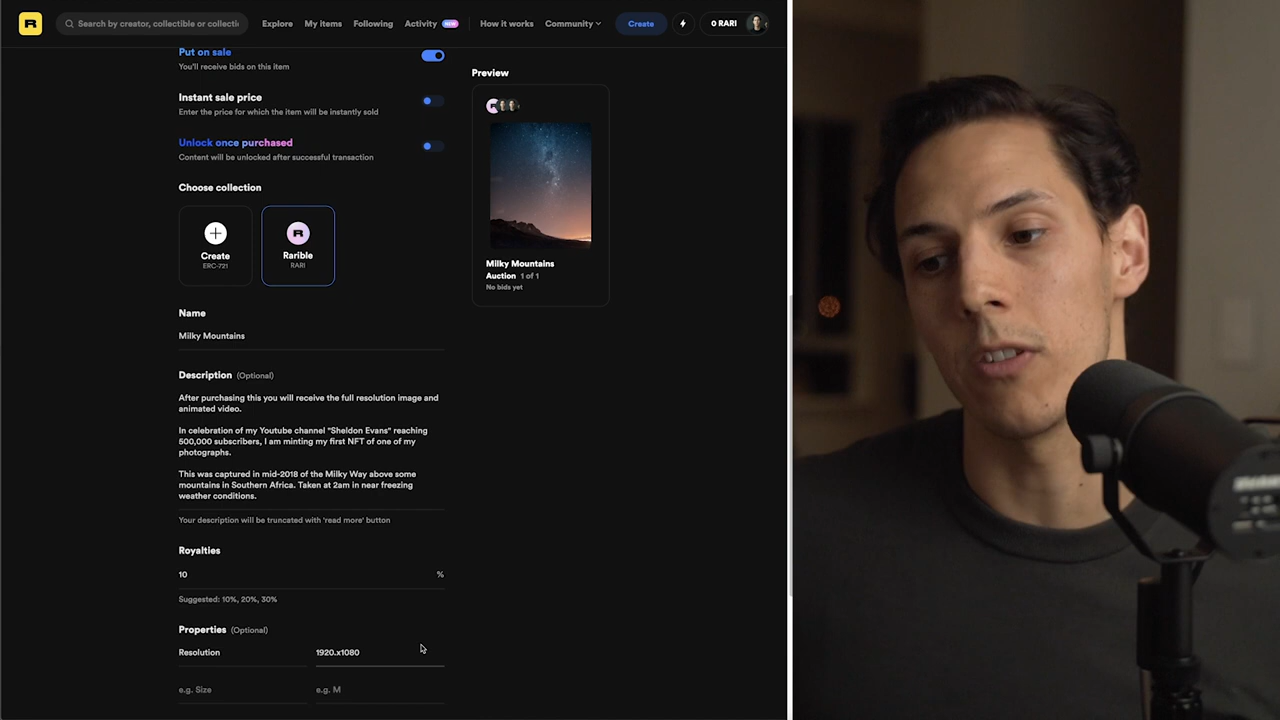 R
Search by creator, collectible or collecti
Explore
My items
Following
Activity NEW
How it works
Community
Create
0 RARI
Put on sale
You'll receive bids on this item
Instant sale price
Enter the price for which the item will be instantly sold
Unlock once purchased
Content will be unlocked after successful transaction
Choose collection
Create
ERC-721
R
Rarible
RARI
Name
Milky Mountains
Description (Optional)
After purchasing this you will receive the full resolution image and
animated video.
In celebration of my Youtube channel "Sheldon Evans" reaching
500,000 subscribers, I am minting my first NFT of one of my
photographs.
This was captured in mid-2018 of the Milky Way above some
mountains in Southern Africa. Taken at 2am in near freezing
weather conditions.
Your description will be truncated with 'read more' button
Royalties
10 %
Suggested: 10%, 20%, 30%
Properties (Optional)
Resolution 1920.x1080
e.g. Size e.g. M
Preview
Milky Mountains
Auction 1 of 1
No bids yet